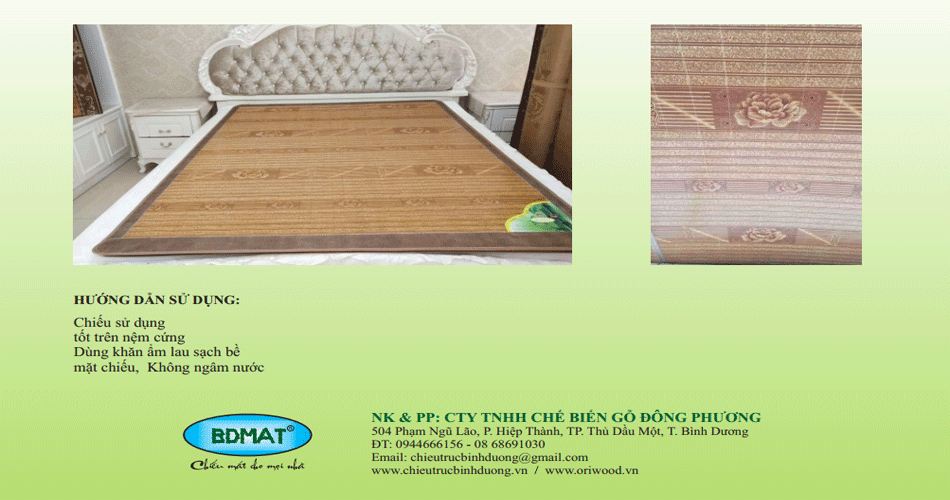 HƯỚNG DẪN SỬ DỤNG:
Chiếu sử dụng
tốt trên nệm cứng
Dùng khăn ẩm lau sạch bề
mặt chiếu, Không ngâm nước
BDMAT®
Chiếu mát cho mọi nhà
NK & PP: CTY TNHH CHẾ BIẾN GỖ ĐÔNG PHƯƠNG
504 Phạm Ngũ Lão, P. Hiệp Thành, TP. Thủ Dầu Một, T. Bình Dương
ĐT: 0944666156 - 08 68691030
Email: chieutrucbinhduong@gmail.com
www.chieutrucbinhduong.vn / www.oriwood.vn